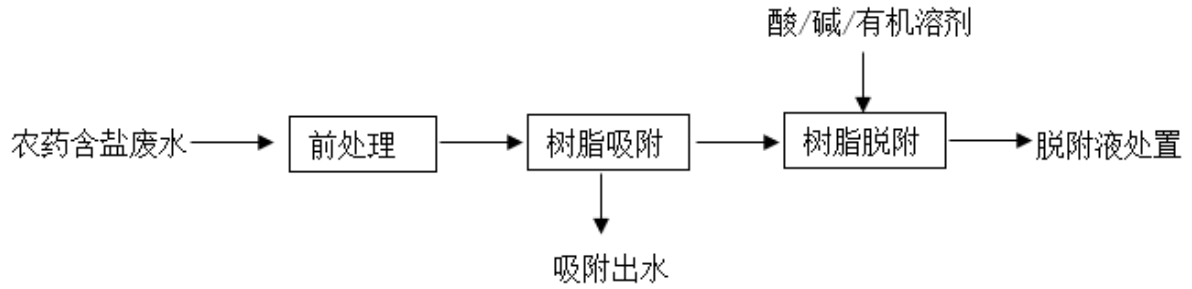 酸/碱/有机溶剂
农药含盐废水
前处理
树脂吸附
树脂脱附
脱附液处置
吸附出水